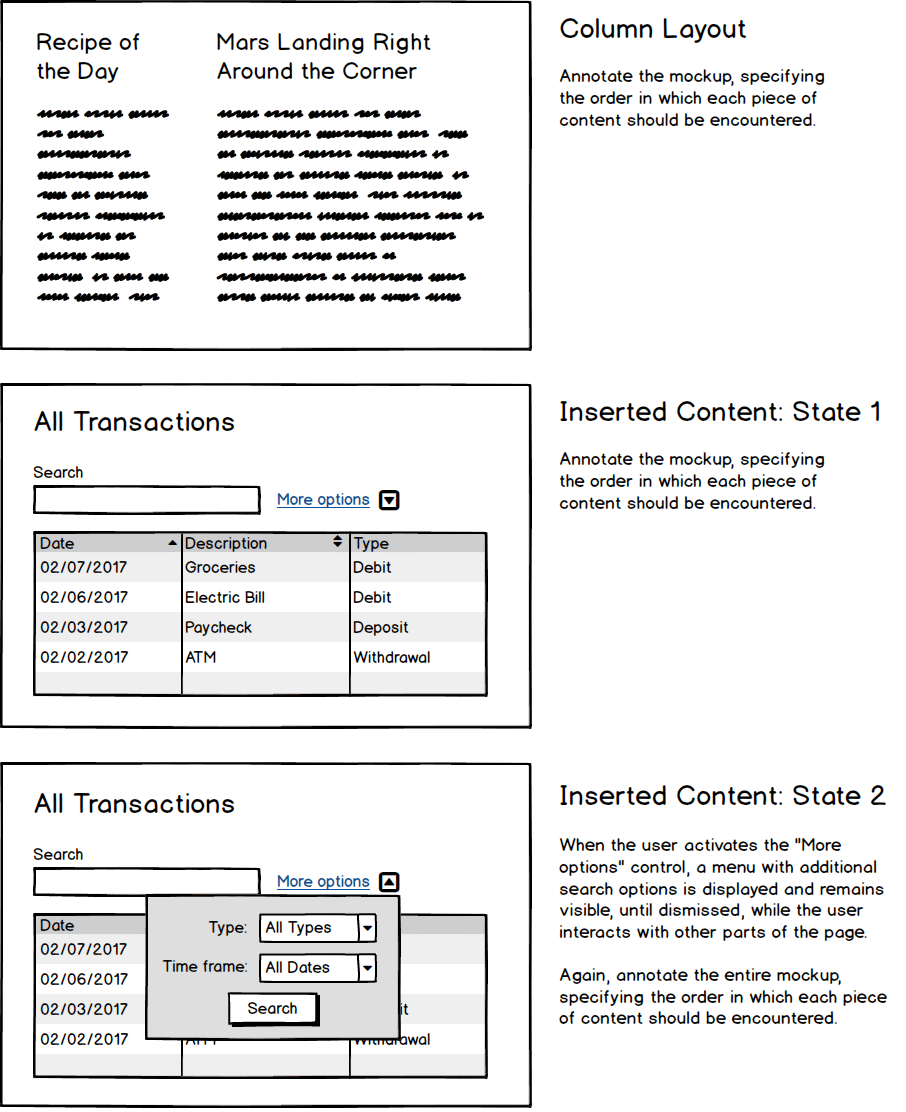 Recipe of
the Day
Mars Landing Right
Around the Corner
Column Layout
Annotate the mockup, specifying
the order in which each piece of
content should be encountered.
All Transactions
Search
More options
Date Description Type
02/07/2017 Groceries Debit
02/06/2017 Electric Bill Debit
02/03/2017 Paycheck Deposit
02/02/2017 ATM Withdrawal
Inserted Content: State 1
Annotate the mockup, specifying
the order in which each piece of
content should be encountered.
All Transactions
Search
More options
Date
02/07/2017
02/06/2017
02/03/2017 it
02/02/2017 ATM Withdrawal
Type: All Types
Time frame: All Dates
Search
Inserted Content: State 2
When the user activates the "More
options" control, a menu with additional
search options is displayed and remains
visible, until dismissed, while the user
interacts with other parts of the page.
Again, annotate the entire mockup,
specifying the order in which each piece
of content should be encountered.